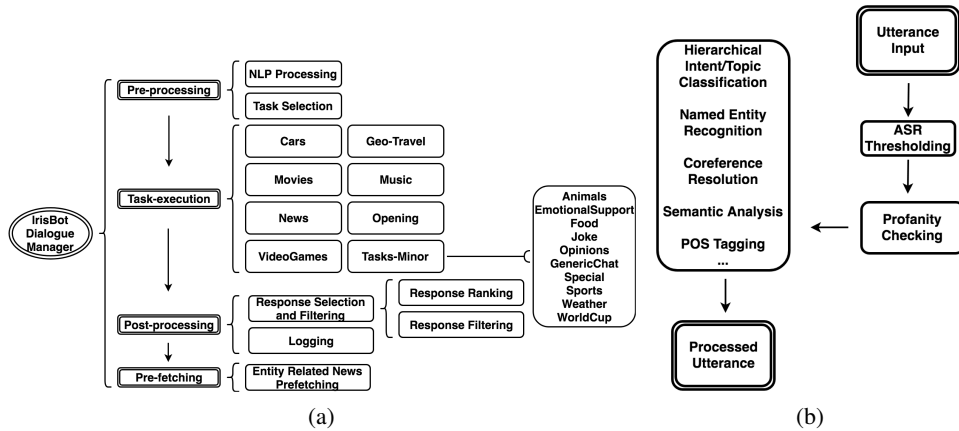 IrisBot
Dialogue
Manager
Pre-processing
NLP Processing
Task Selection
Task-execution
Cars
Geo-Travel
Movies
Music
News
Opening
VideoGames
Tasks-Minor
Animals
EmotionalSupport
Food
Joke
Opinions
GenericChat
Special
Sports
Weather
WorldCup
Post-processing
Response Selection
and Filtering
Logging
Response Ranking
Response Filtering
Pre-fetching
Entity Related News
Prefetching
(a)
Utterance
Input
ASR
Thresholding
Profanity
Checking
Hierarchical
Intent/Topic
Classification
Named Entity
Recognition
Coreference
Resolution
Semantic Analysis
POS Tagging
...
Processed
Utterance
(b)